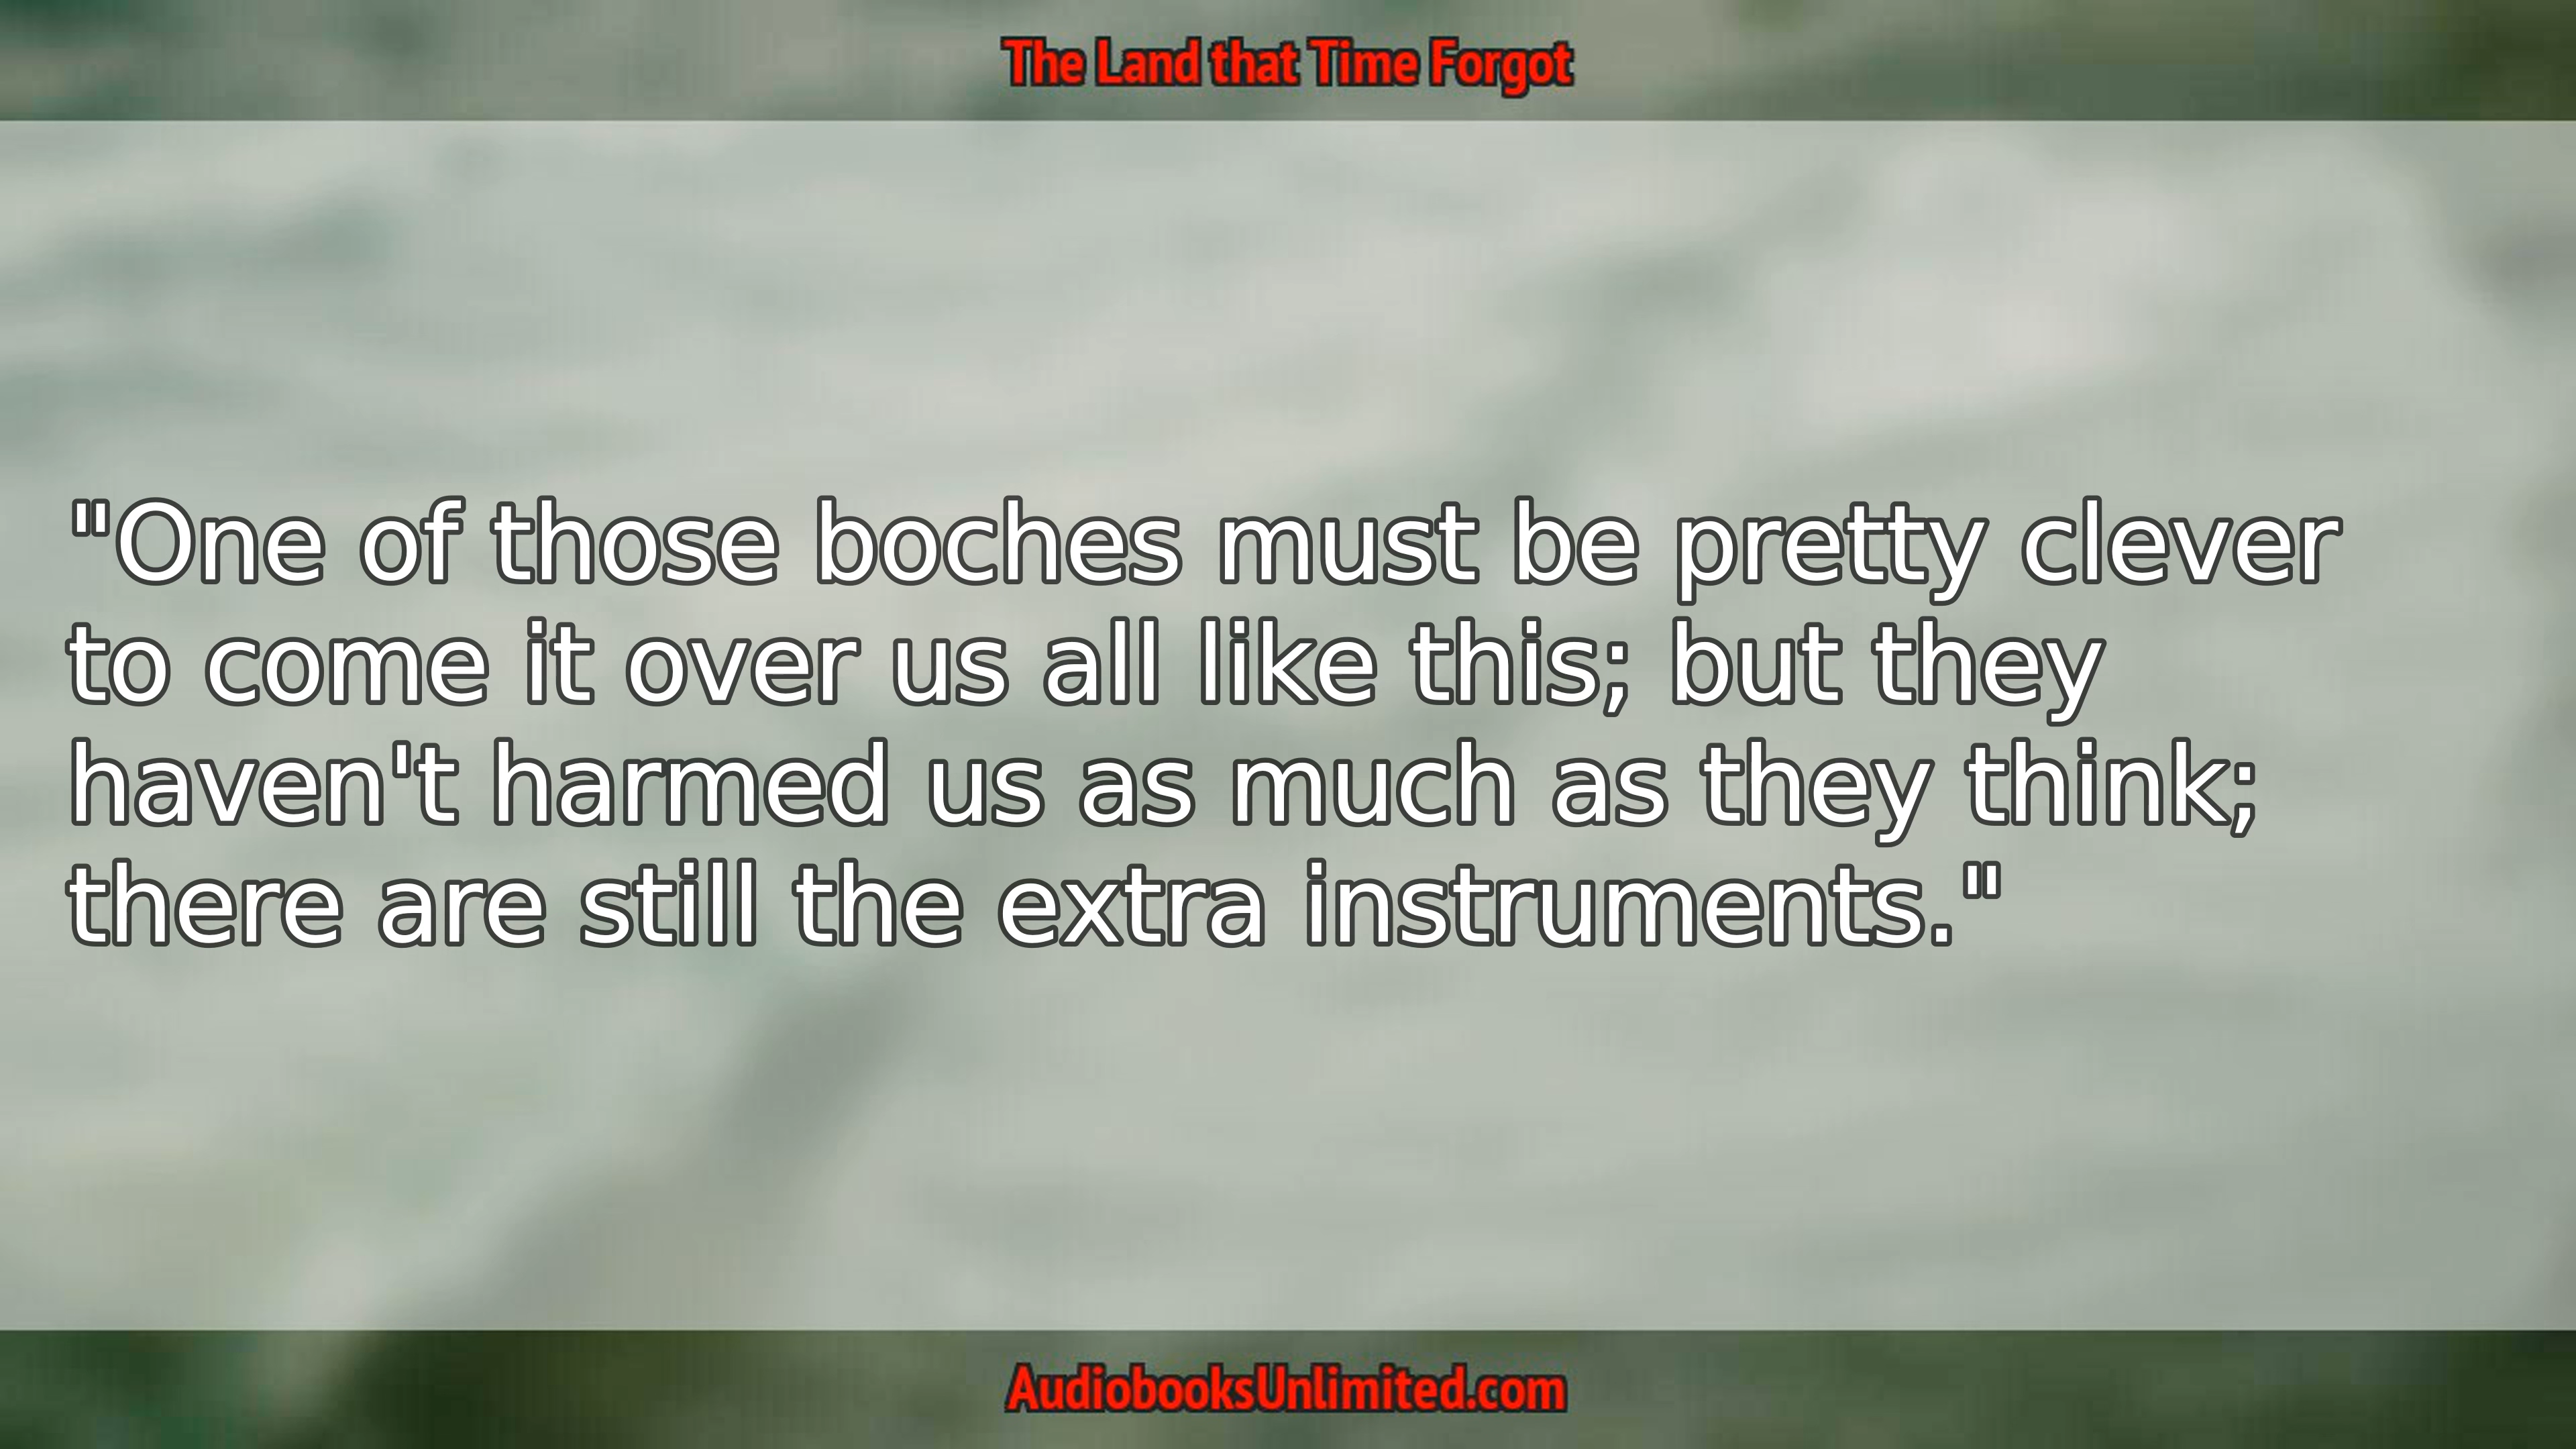 The Land that Time Forgot
"One of those boches must be pretty clever
to come it over us all like this; but they
haven't harmed us as much as they think;
there are still the extra instruments."
AudiobooksUnlimited.com